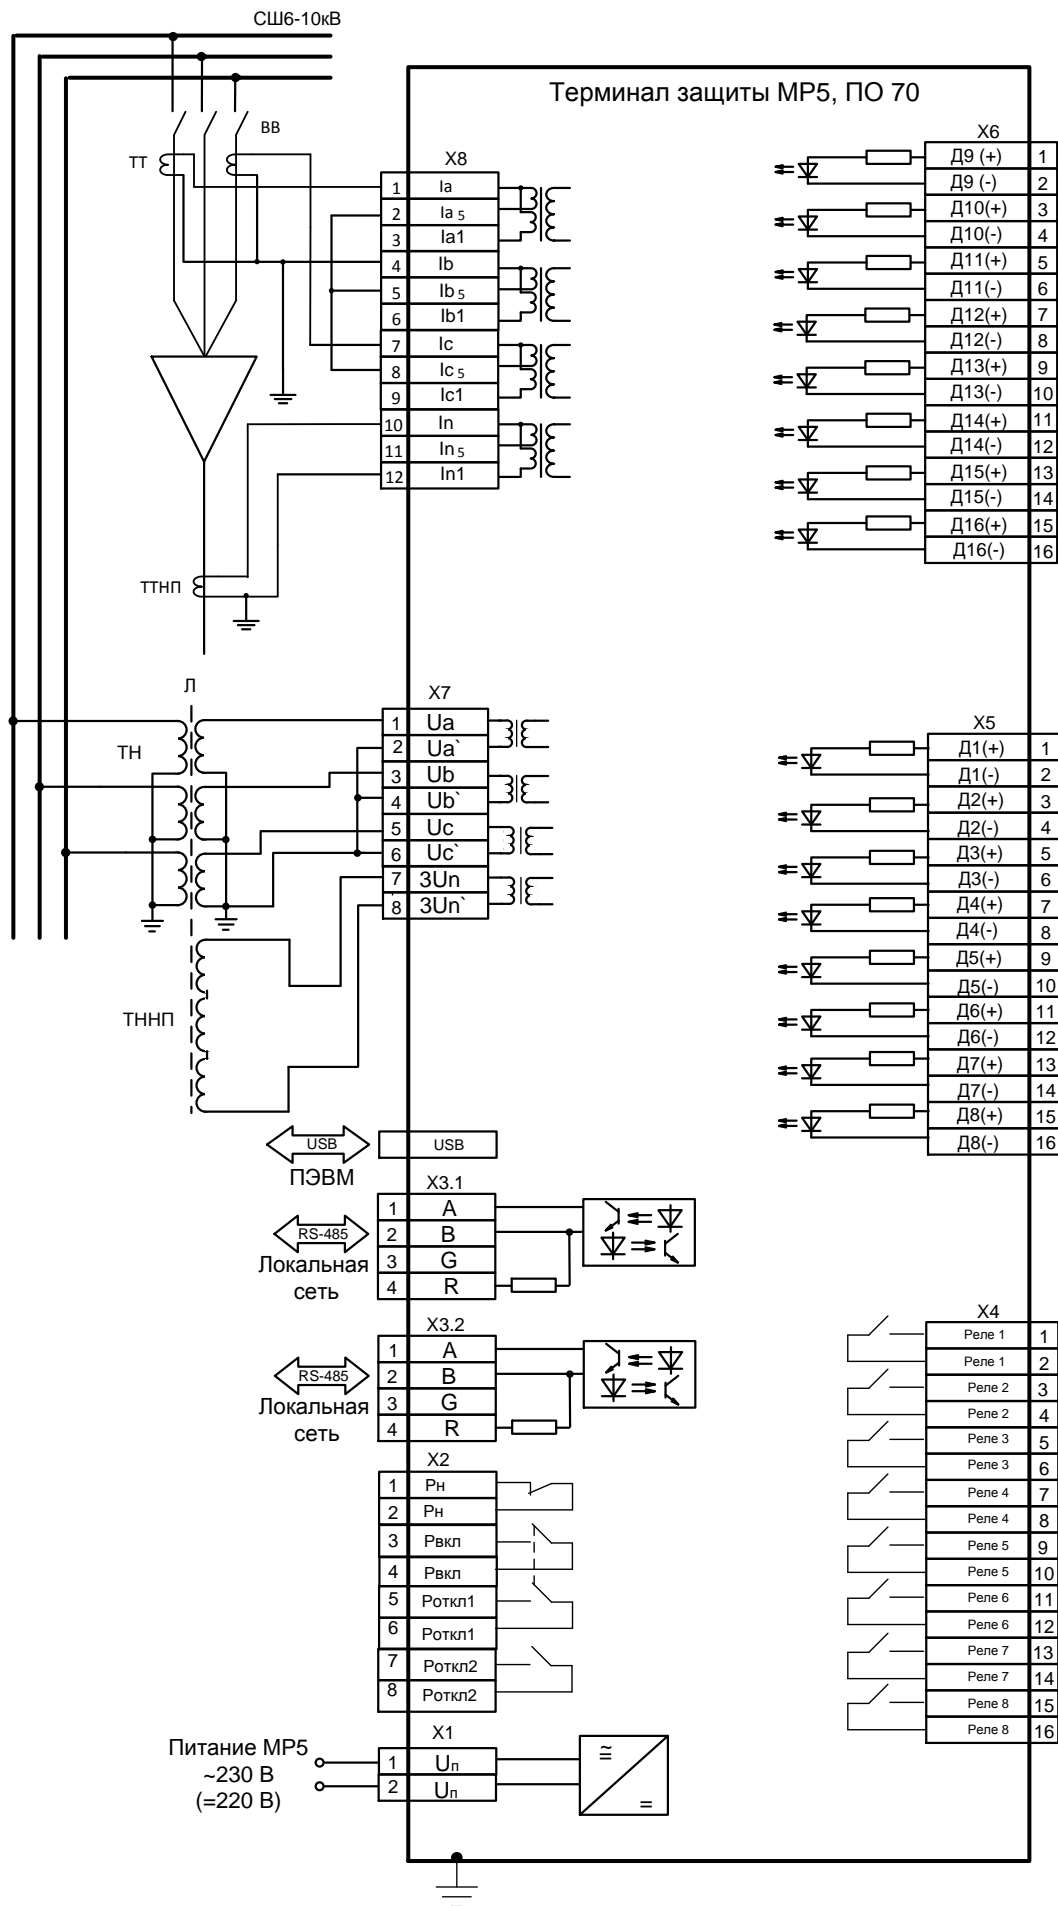 СШ6-10кВ
Терминал защиты МР5, ПО 70
ВВ
ТТ
X8
1 Ia
2 Ia 5
3 Ia1
4 Ib
5 Ib 5
6 Ib1
7 Ic
8 Ic 5
9 Ic1
10 In
11 In 5
12 In1
ТТНП
X6
Д9 (+) 1
Д9 (-) 2
Д10(+) 3
Д10(-) 4
Д11(+) 5
Д11(-) 6
Д12(+) 7
Д12(-) 8
Д13(+) 9
Д13(-) 10
Д14(+) 11
Д14(-) 12
Д15(+) 13
Д15(-) 14
Д16(+) 15
Д16(-) 16
Л
ТН
ТННП
X7
1 Ua
2 Ua`
3 Ub
4 Ub`
5 Uc
6 Uc`
7 3Un
8 3Un`
X5
Д1(+) 1
Д1(-) 2
Д2(+) 3
Д2(-) 4
Д3(+) 5
Д3(-) 6
Д4(+) 7
Д4(-) 8
Д5(+) 9
Д5(-) 10
Д6(+) 11
Д6(-) 12
Д7(+) 13
Д7(-) 14
Д8(+) 15
Д8(-) 16
USB
USB
ПЭВМ
X3.1
RS-485
Локальная
сеть
1 A
2 B
3 G
4 R
X3.2
RS-485
Локальная
сеть
1 A
2 B
3 G
4 R
X2
1 Рн
2 Рн
3 Рвкл
4 Рвкл
5 Роткл1
6 Роткл1
7 Роткл2
8 Роткл2
X4
Реле 1 1
Реле 1 2
Реле 2 3
Реле 2 4
Реле 3 5
Реле 3 6
Реле 4 7
Реле 4 8
Реле 5 9
Реле 5 10
Реле 6 11
Реле 6 12
Реле 7 13
Реле 7 14
Реле 8 15
Реле 8 16
X1
Питание МР5
~230 В
(=220 В)
1 Uп
2 Uп
≅
=